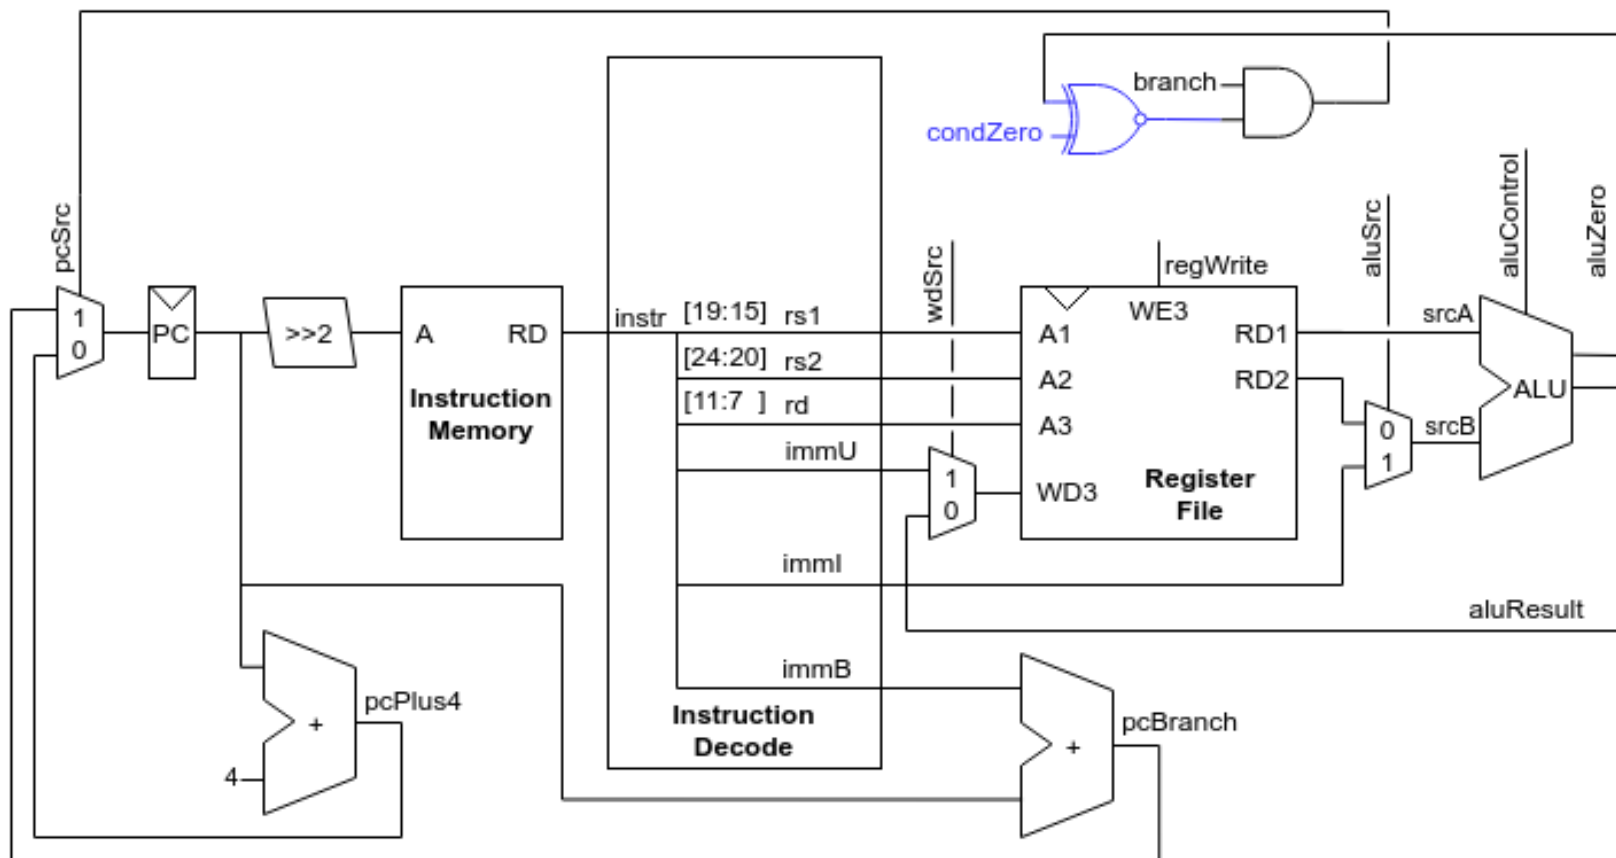 branch
condZero
pcSrc
aluControl
aluSrc
aluZero
wdSrc
regWrite
1
0
PC
>>2
A
RD
Instruction
Memory
instr
[19:15] rs1
[24:20] rs2
[11:7 ] rd
immU
immI
immB
Instruction
Decode
1
0
WE3
A1
RD1
A2
RD2
A3
WD3
Register
File
srcA
srcB
0
1
ALU
aluResult
pcPlus4
+
4
pcBranch
+